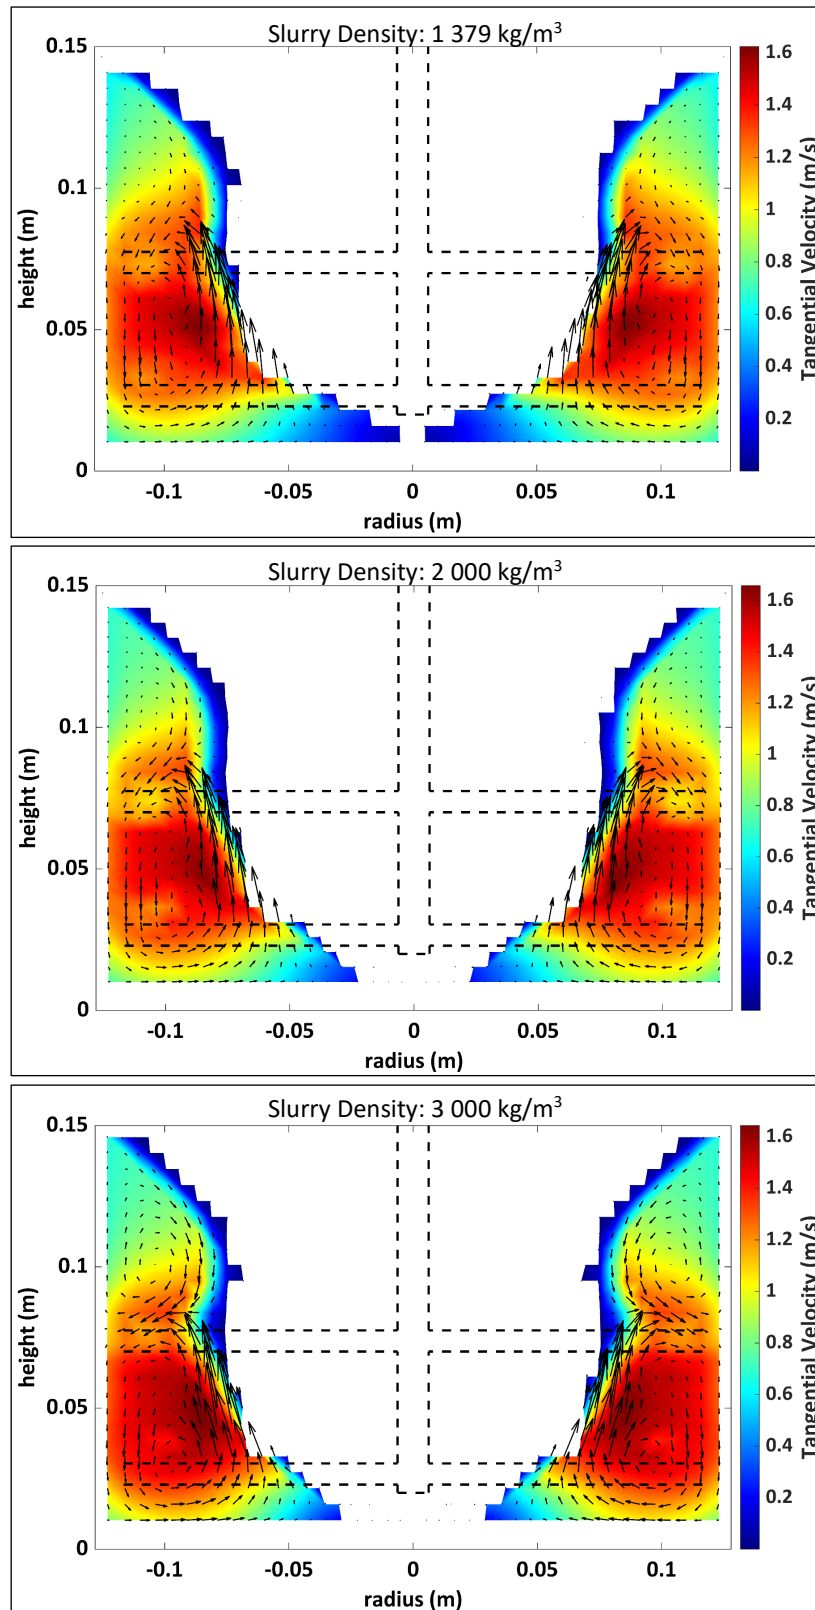 Slurry Density: 1 379 kg/m³
0.15
0.1
0.05
0
height (m)
-0.1 -0.05 0 0.05 0.1
radius (m)
1.6
1.4
1.2
1
0.8
0.6
0.4
0.2
Tangential Velocity (m/s)
Slurry Density: 2 000 kg/m³
0.15
0.1
0.05
0
height (m)
-0.1 -0.05 0 0.05 0.1
radius (m)
1.6
1.4
1.2
1
0.8
0.6
0.4
0.2
Tangential Velocity (m/s)
Slurry Density: 3 000 kg/m³
0.15
0.1
0.05
0
height (m)
-0.1 -0.05 0 0.05 0.1
radius (m)
1.6
1.4
1.2
1
0.8
0.6
0.4
0.2
Tangential Velocity (m/s)